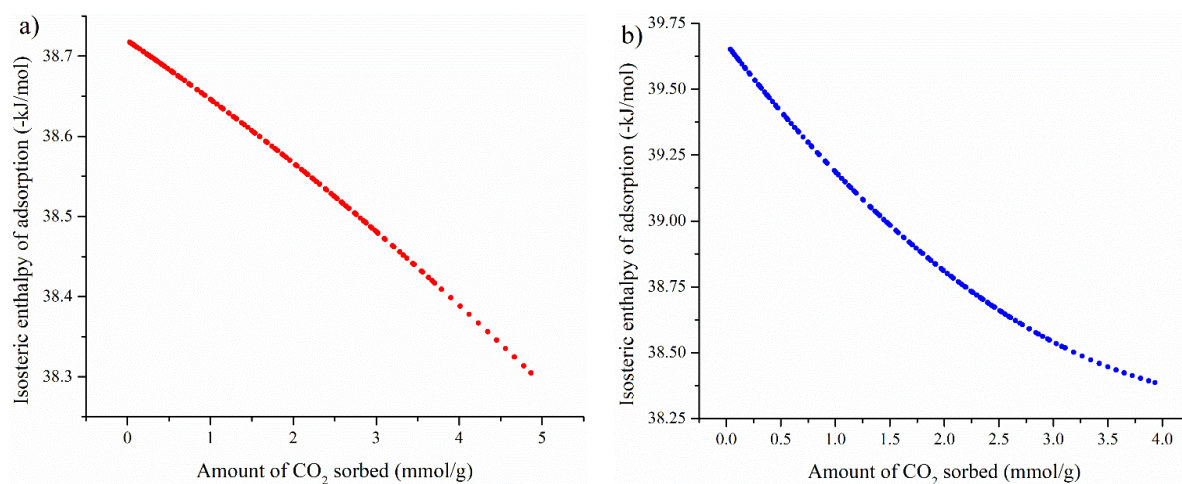 a)
Isosteric enthalpy of adsorption (-kJ/mol)
38.7
38.6
38.5
38.4
38.3
0 1 2 3 4 5
Amount of CO₂ sorbed (mmol/g)
b)
Isosteric enthalpy of adsorption (-kJ/mol)
39.75
39.50
39.25
39.00
38.75
38.50
38.25
0.0 0.5 1.0 1.5 2.0 2.5 3.0 3.5 4.0
Amount of CO₂ sorbed (mmol/g)